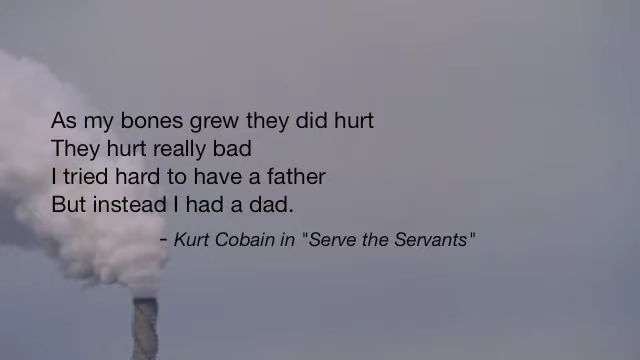 As my bones grew they did hurt
They hurt really bad
I tried hard to have a father
But instead I had a dad.
- Kurt Cobain in "Serve the Servants"